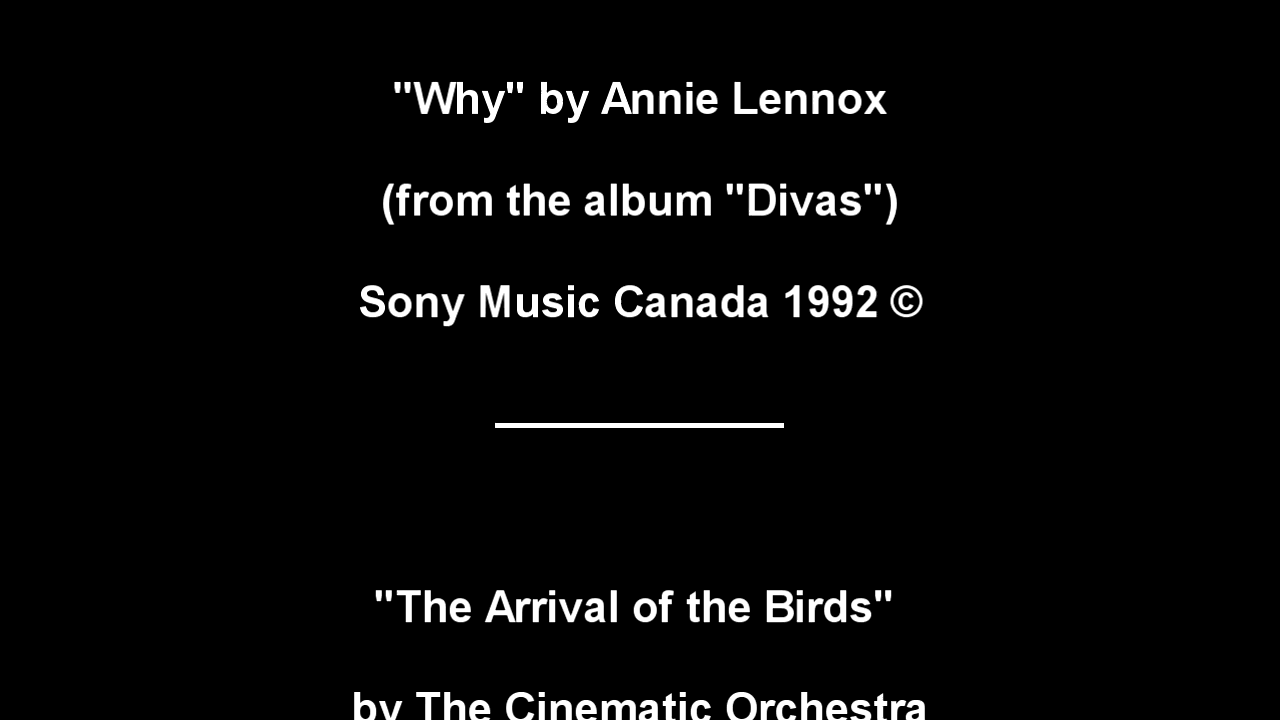 "Why" by Annie Lennox
(from the album "Divas")
Sony Music Canada 1992 ©
"The Arrival of the Birds"
by The Cinematic Orchestra